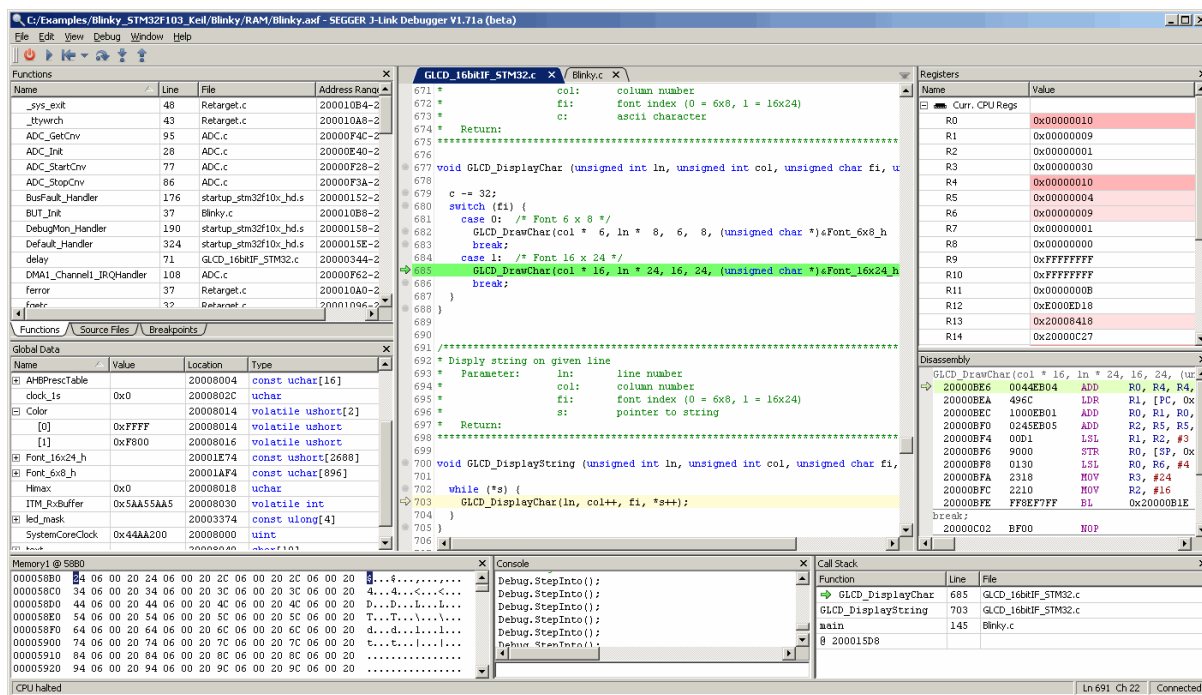 C:/Examples/Blinky_STM32F103_Keil/Blinky/RAM/Blinky.axf - SEGGER J-Link Debugger V1.71a (beta)
File Edit View Debug Window Help
Functions
Name Line File Address Range
_sys_exit 48 Retarget.c 200010B4-2
_ttywrch 43 Retarget.c 200010A8-2
ADC_GetCnv 95 ADC.c 20000F4C-2
ADC_Init 28 ADC.c 20000E40-2
ADC_StartCnv 77 ADC.c 20000F28-2
ADC_StopCnv 86 ADC.c 20000F3A-2
BusFault_Handler 176 startup_stm32f10x_hd.s 20000152-2
BUT_Init 37 Blinky.c 200010B8-2
DebugMon_Handler 190 startup_stm32f10x_hd.s 20000158-2
Default_Handler 324 startup_stm32f10x_hd.s 2000015E-2
delay 71 GLCD_16bitIF_STM32.c 20000344-2
DMA1_Channel1_IRQHandler 108 ADC.c 20000F62-2
ferror 37 Retarget.c 200010A0-2
fgetc 32 Retarget.c 20001096-2
Functions Source Files Breakpoints
Global Data
Name Value Location Type
AHBPrescTable 20008004 const uchar[16]
clock_1s 0x0 2000802C uchar
Color 20008014 volatile ushort[2]
[0] 0xFFFF 20008014 volatile ushort
[1] 0xF800 20008016 volatile ushort
Font_16x24_h 20001E74 const ushort[2688]
Font_6x8_h 20001AF4 const uchar[896]
Himax 0x0 20008018 uchar
ITM_RxBuffer 0x5AA55AA5 20008030 volatile int
led_mask 20003374 const ulong[4]
SystemCoreClock 0x44AA200 20008000 uint
text 20008040 char[10]
GLCD_16bitIF_STM32.c Blinky.c
671 * col: column number
672 * fi: font index (0 = 6x8, 1 = 16x24)
673 * c: ascii character
674 * Return:
675 ******************************************************************************
676
677 void GLCD_DisplayChar (unsigned int ln, unsigned int col, unsigned char fi, u
678
679 c -= 32;
680 switch (fi) {
681 case 0: /* Font 6 x 8 */
682 GLCD_DrawChar(col * 6, ln * 8, 6, 8, (unsigned char *)&Font_6x8_h
683 break;
684 case 1: /* Font 16 x 24 */
685 GLCD_DrawChar(col * 16, ln * 24, 16, 24, (unsigned char *)&Font_16x24_h
686 break;
687 }
688 }
689
690
691 /*****************************************************************************
692 * Disply string on given line
693 * Parameter: ln: line number
694 * col: column number
695 * fi: font index (0 = 6x8, 1 = 16x24)
696 * s: pointer to string
697 * Return:
698 ******************************************************************************
699
700 void GLCD_DisplayString (unsigned int ln, unsigned int col, unsigned char fi,
701
702 while (*s) {
703 GLCD_DisplayChar(ln, col++, fi, *s++);
704 }
705 }
706
Registers
Name Value
Curr. CPU Regs
R0 0x00000010
R1 0x00000009
R2 0x00000001
R3 0x00000030
R4 0x00000010
R5 0x00000004
R6 0x00000009
R7 0x00000001
R8 0x00000000
R9 0xFFFFFFFF
R10 0xFFFFFFFF
R11 0x0000000B
R12 0xE000ED18
R13 0x20008418
R14 0x20000C27
Disassembly
GLCD_DrawChar(col * 16, ln * 24, 16, 24, (un
20000BE6 0044EB04 ADD R0, R4, R4,
20000BEA 496C LDR R1, [PC, 0x
20000BEC 1000EB01 ADD R0, R1, R0,
20000BF0 0245EB05 ADD R2, R5, R5,
20000BF4 00D1 LSL R1, R2, #3
20000BF6 9000 STR R0, [SP, 0x
20000BF8 0130 LSL R0, R6, #4
20000BFA 2318 MOV R3, #24
20000BFC 2210 MOV R2, #16
20000BFE FF8EF7FF BL 0x20000B1E
break;
20000C02 BF00 NOP
Memory1 @ 58B0
000058B0 24 06 00 20 24 06 00 20 2C 06 00 20 2C 06 00 20 $...$...,...,...
000058C0 34 06 00 20 34 06 00 20 3C 06 00 20 3C 06 00 20 4...4...<...<...
000058D0 44 06 00 20 44 06 00 20 4C 06 00 20 4C 06 00 20 D...D...L...L...
000058E0 54 06 00 20 54 06 00 20 5C 06 00 20 5C 06 00 20 T...T...\...\...
000058F0 64 06 00 20 64 06 00 20 6C 06 00 20 6C 06 00 20 d...d...l...l...
00005900 74 06 00 20 74 06 00 20 7C 06 00 20 7C 06 00 20 t...t...|...|...
00005910 84 06 00 20 84 06 00 20 8C 06 00 20 8C 06 00 20 ................
00005920 94 06 00 20 94 06 00 20 9C 06 00 20 9C 06 00 20 ................
Console
Debug.StepInto();
Debug.StepInto();
Debug.StepInto();
Debug.StepInto();
Debug.StepInto();
Debug.StepInto();
Call Stack
Function Line File
GLCD_DisplayChar 685 GLCD_16bitIF_STM32.c
GLCD_DisplayString 703 GLCD_16bitIF_STM32.c
main 145 Blinky.c
@ 200015D8
CPU halted Ln 691 Ch 22 Connected